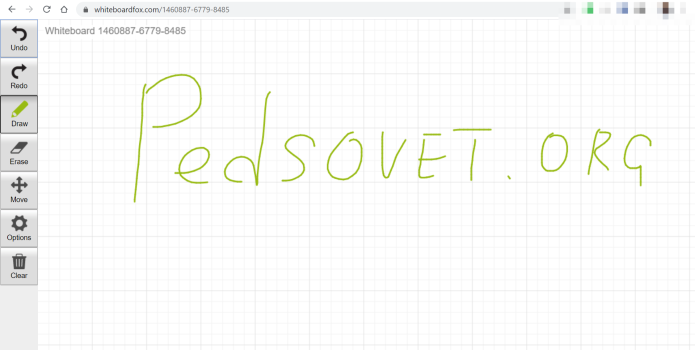 whiteboardfox.com/1460887-6779-8485
Whiteboard 1460887-6779-8485
Undo
Redo
Draw
Erase
Move
Options
Clear
PedSOVET.ORG